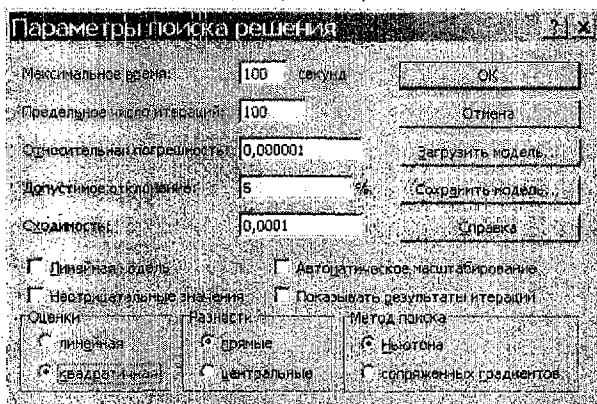 Параметры поиска решения ? ×
Максимальное время: 100 секунд ОК
Предельное число итераций: 100 Отмена
Относительная погрешность: 0,000001 Загрузить модель...
Допустимое отклонение: 5 % Сохранить модель...
Сходимость: 0,0001 Справка
Линейная модель Автоматическое масштабирование
Неотрицательные значения Показывать результаты итераций
Оценки Разности Метод поиска
линейная прямые Ньютона
квадратичная центральные сопряженных градиентов